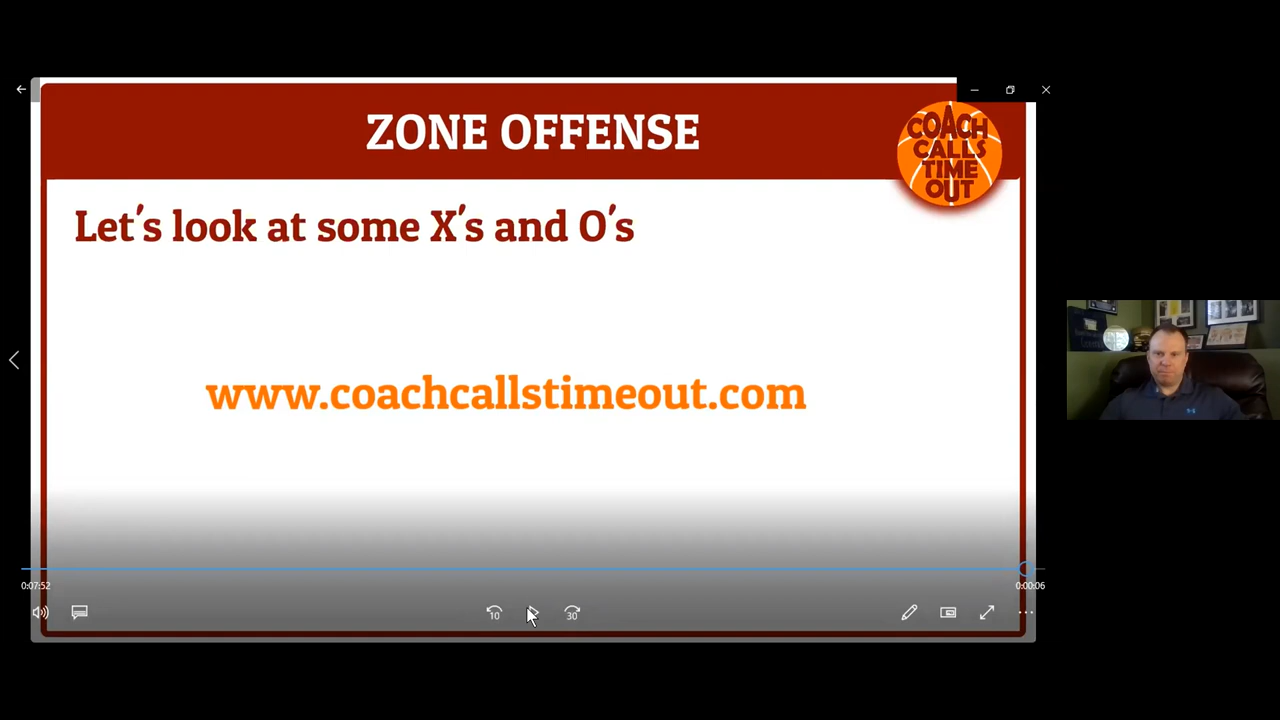 ZONE OFFENSE
COACH
CALLS
TIME
OUT
Let's look at some X's and O's
www.coachcallstimeout.com
0:07:52
0:00:06
10
30